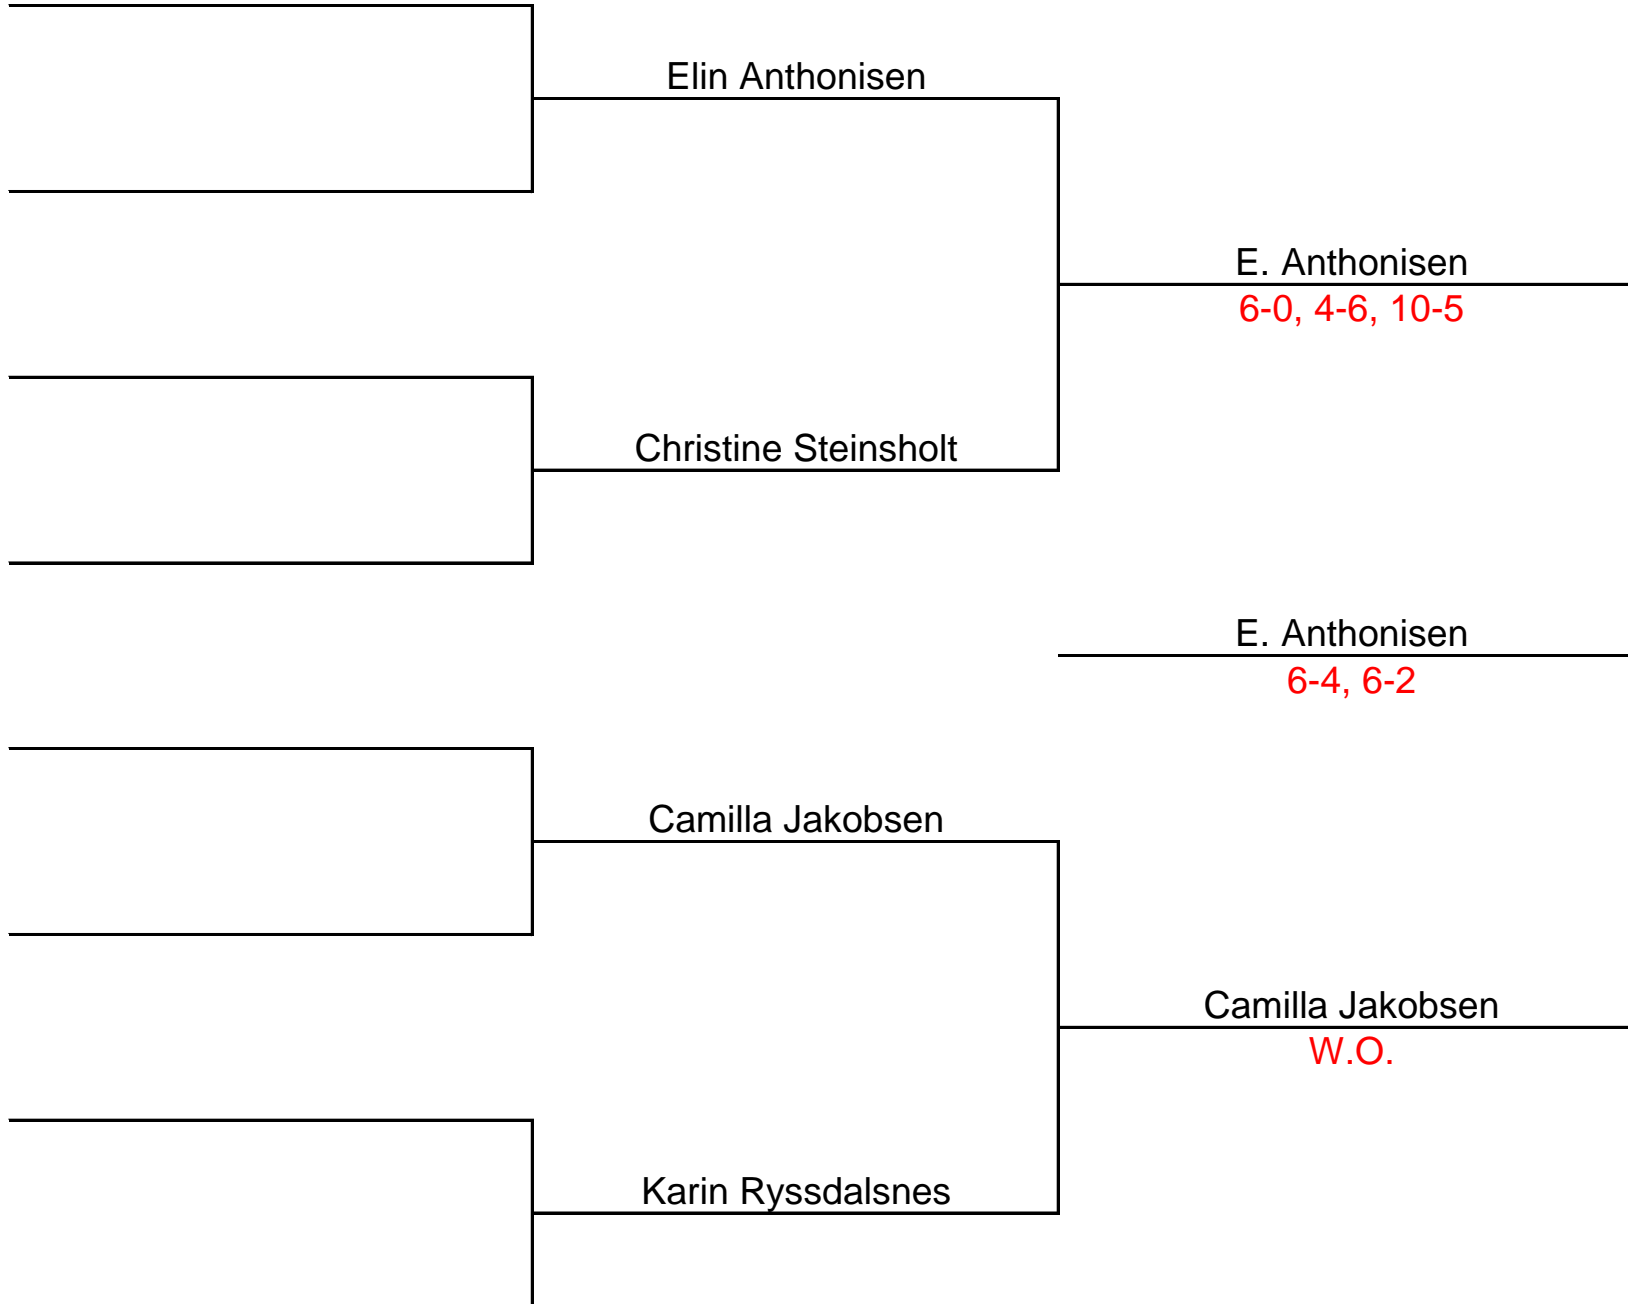 Elin Anthonisen
E. Anthonisen
6-0, 4-6, 10-5
Christine Steinsholt
E. Anthonisen
6-4, 6-2
Camilla Jakobsen
Camilla Jakobsen
W.O.
Karin Ryssdalsnes